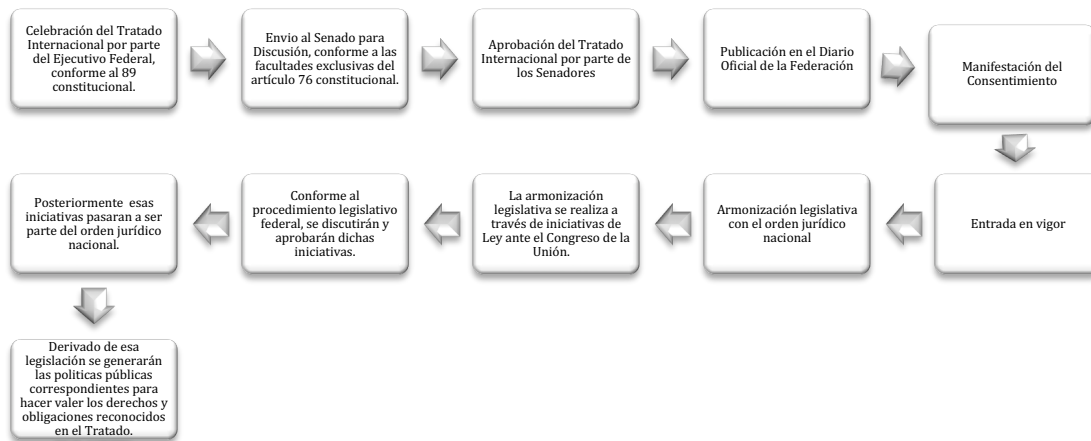 Celebración del Tratado
Internacional por parte
del Ejecutivo Federal,
conforme al 89
constitucional.
Envio al Senado para
Discusión, conforme a las
facultades exclusivas del
artículo 76 constitucional.
Aprobación del Tratado
Internacional por parte de
los Senadores
Publicación en el Diario
Oficial de la Federación
Manifestación del
Consentimiento
Entrada en vigor
Armonización legislativa
con el orden jurídico
nacional
La armonización
legislativa se realiza a
través de iniciativas de
Ley ante el Congreso de la
Unión.
Conforme al
procedimiento legislativo
federal, se discutirán y
aprobarán dichas
iniciativas.
Posteriormente esas
iniciativas pasaran a ser
parte del orden jurídico
nacional.
Derivado de esa
legislación se generarán
las politicas públicas
correspondientes para
hacer valer los derechos y
obligaciones reconocidos
en el Tratado.